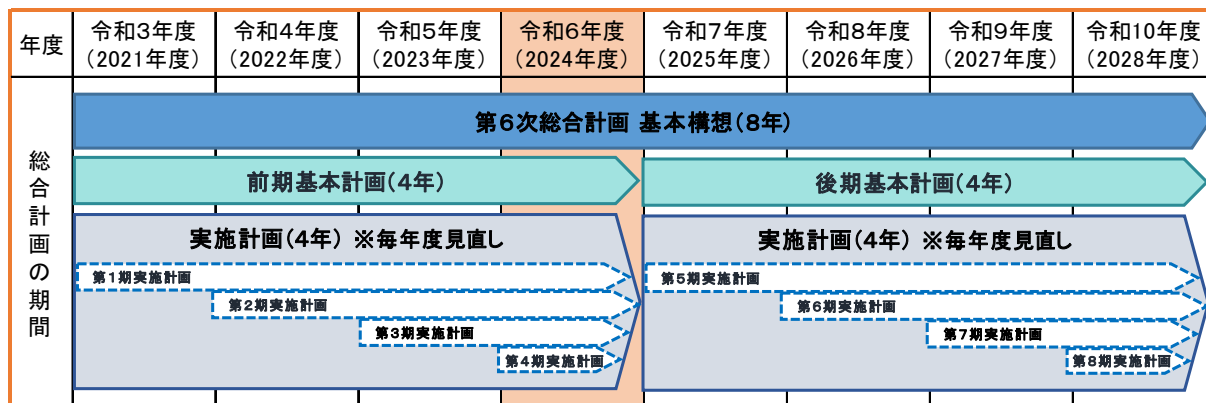 年度
令和3年度
(2021年度)
令和4年度
(2022年度)
令和5年度
(2023年度)
令和6年度
(2024年度)
令和7年度
(2025年度)
令和8年度
(2026年度)
令和9年度
(2027年度)
令和10年度
(2028年度)
総合計画の期間
第6次総合計画 基本構想(8年)
前期基本計画(4年)
後期基本計画(4年)
実施計画(4年) ※毎年度見直し
第1期実施計画
第2期実施計画
第3期実施計画
第4期実施計画
実施計画(4年) ※毎年度見直し
第5期実施計画
第6期実施計画
第7期実施計画
第8期実施計画